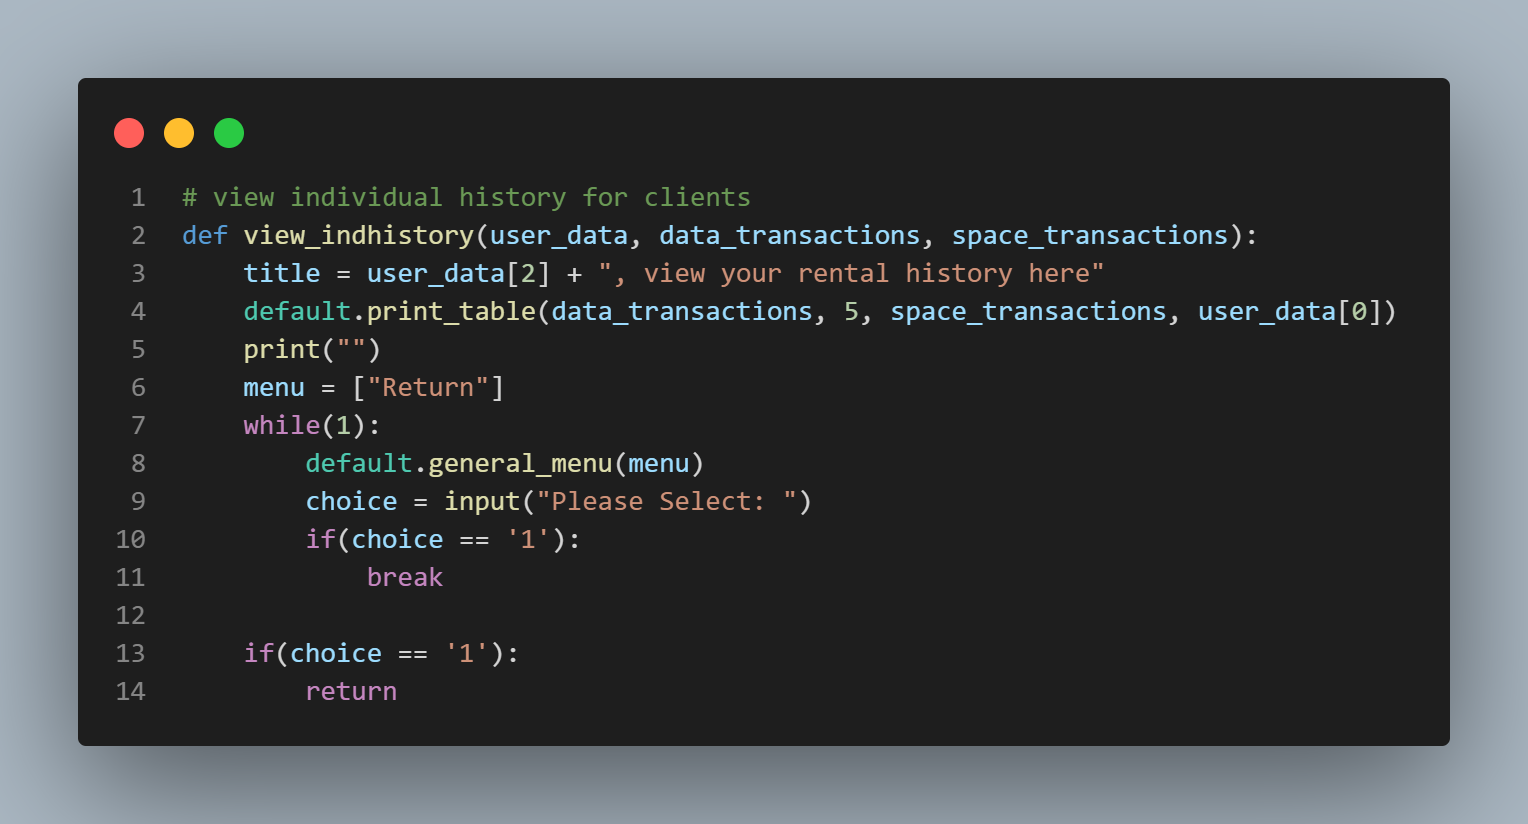 1 # view individual history for clients
2 def view_indhistory(user_data, data_transactions, space_transactions):
3     title = user_data[2] + ", view your rental history here"
4     default.print_table(data_transactions, 5, space_transactions, user_data[0])
5     print("")
6     menu = ["Return"]
7     while(1):
8         default.general_menu(menu)
9         choice = input("Please Select: ")
10         if(choice == '1'):
11             break
12
13     if(choice == '1'):
14         return